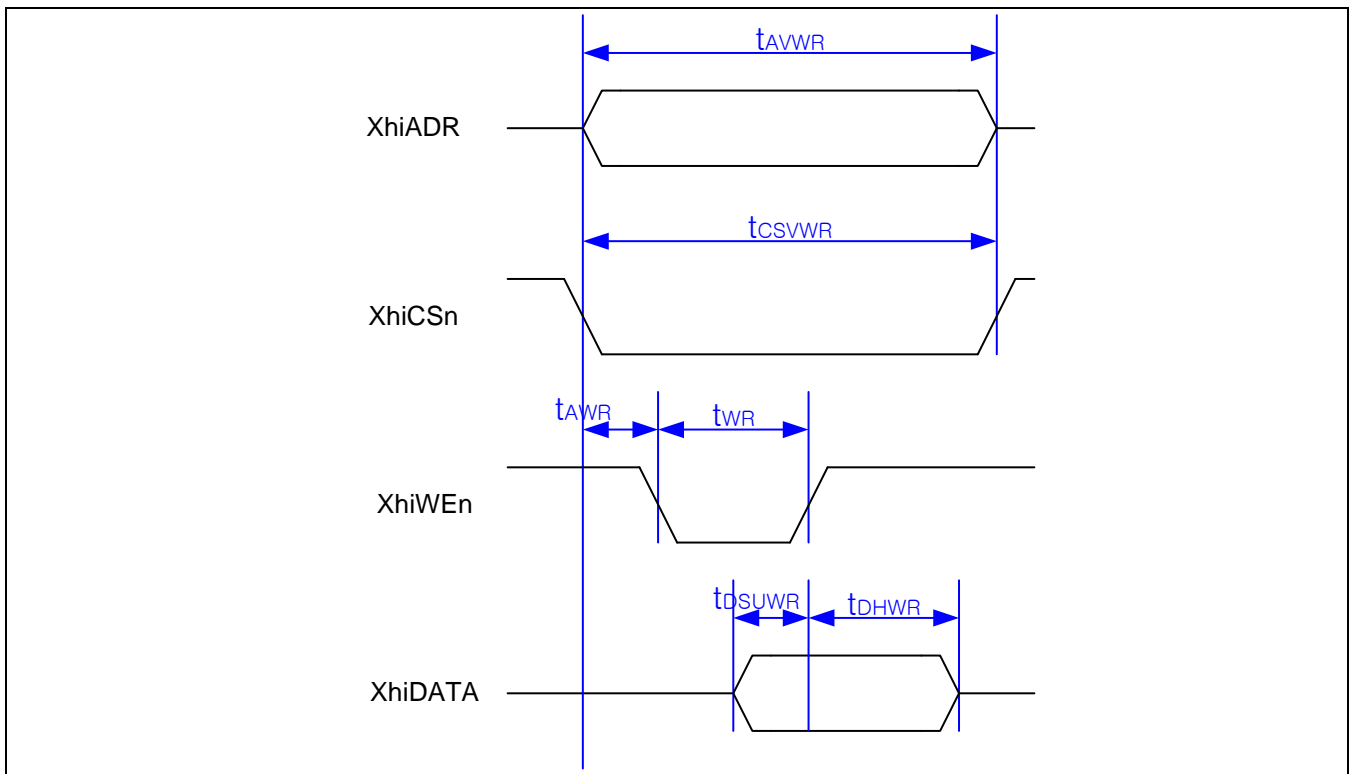 tAVWR
XhiADR
tCSVWR
XhiCSn
tAWR
tWR
XhiWEn
tDSUWR
tDHWR
XhiDATA